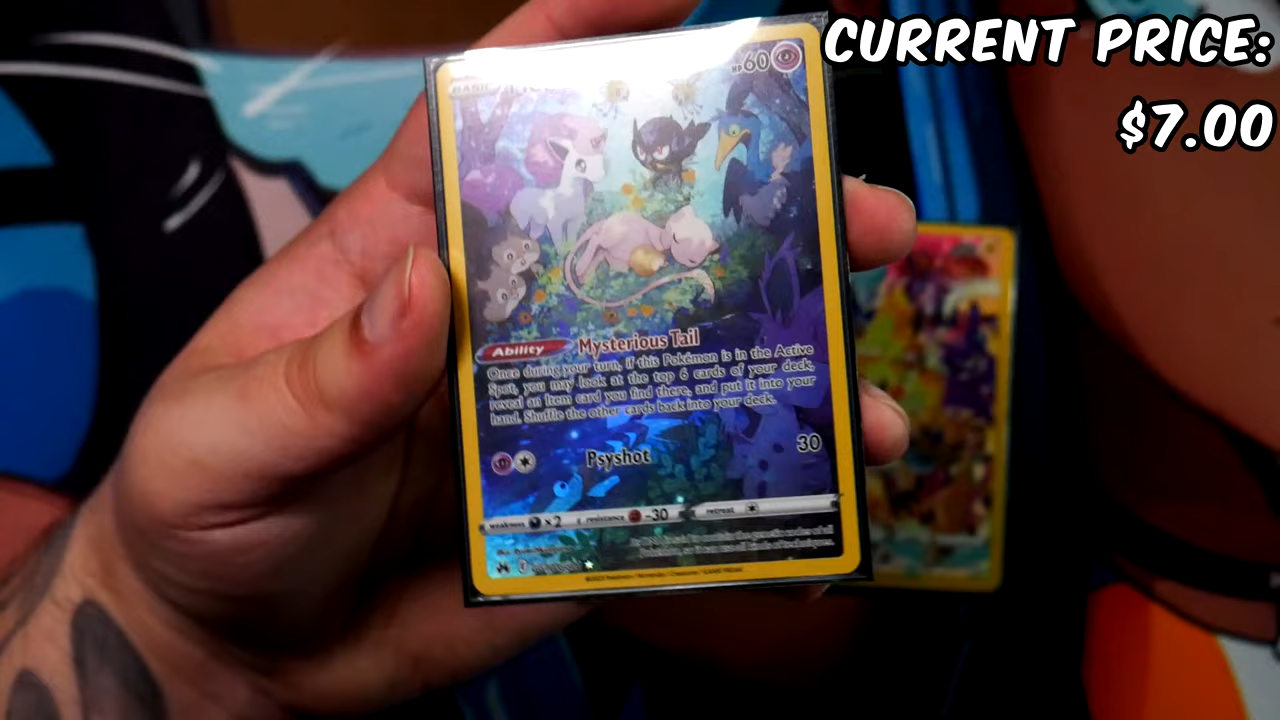 CURRENT PRICE:
$7.00
BASIC
HP 60
Ability Mysterious Tail
Once during your turn, if this Pokémon is in the Active
Spot, you may look at the top 6 cards of your deck,
reveal an Item card you find there, and put it into your
hand. Shuffle the other cards back into your deck.
Psyshot 30
weakness ×2 resistance -30 retreat